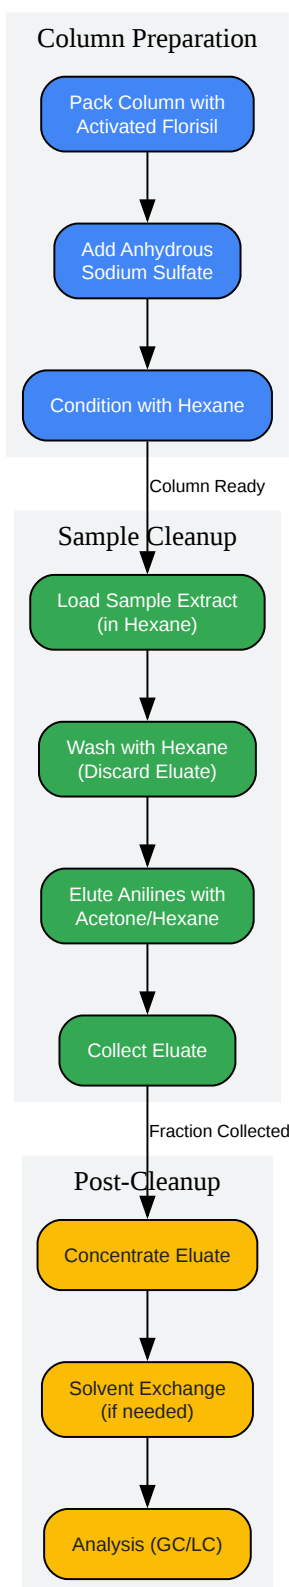 Column Preparation
Pack Column with
Activated Florisil
Add Anhydrous
Sodium Sulfate
Condition with Hexane
Column Ready
Sample Cleanup
Load Sample Extract
(in Hexane)
Wash with Hexane
(Discard Eluate)
Elute Anilines with
Acetone/Hexane
Collect Eluate
Fraction Collected
Post-Cleanup
Concentrate Eluate
Solvent Exchange
(if needed)
Analysis (GC/LC)